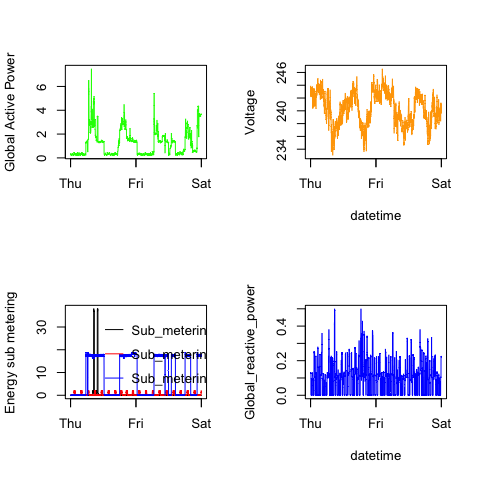 Global Active Power
6
4
2
0
Thu Fri Sat
Voltage
246
240
234
Thu Fri Sat
datetime
Energy sub metering
30
10
0
Sub_meterin
Sub_meterin
Sub_meterin
Thu Fri Sat
Global_reactive_power
0.4
0.2
0.0
Thu Fri Sat
datetime